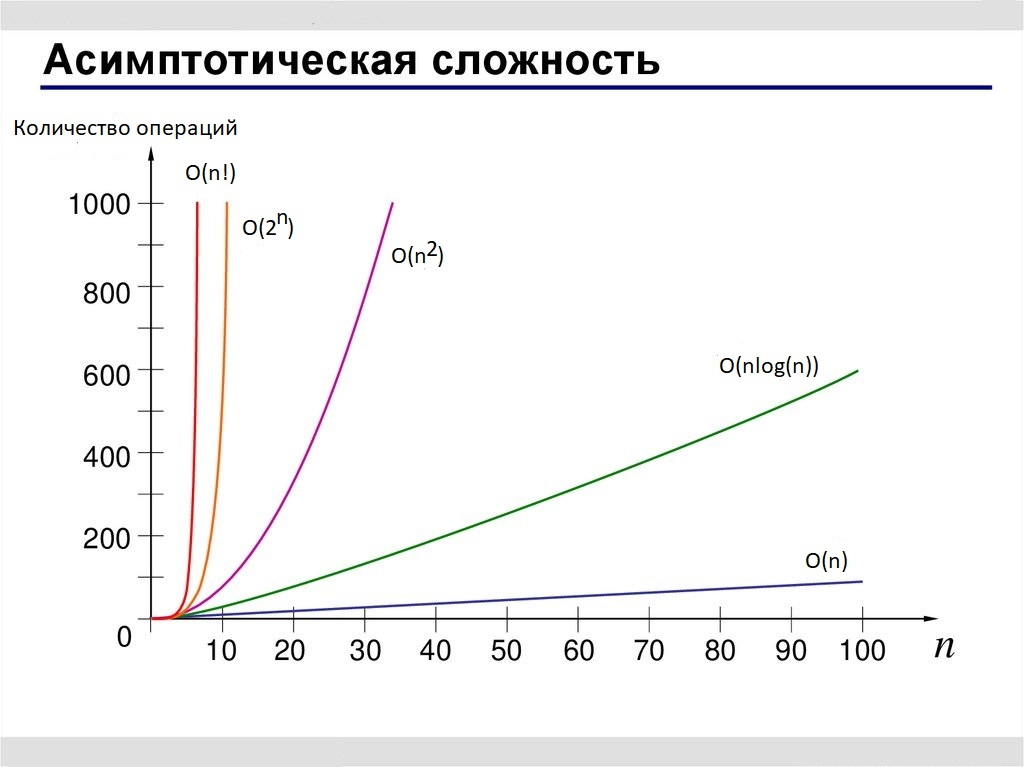 Асимптотическая сложность
Количество операций
O(n!)
1000
O(2ⁿ)
O(n²)
800
600
O(nlog(n))
400
200
O(n)
0
10 20 30 40 50 60 70 80 90 100 n